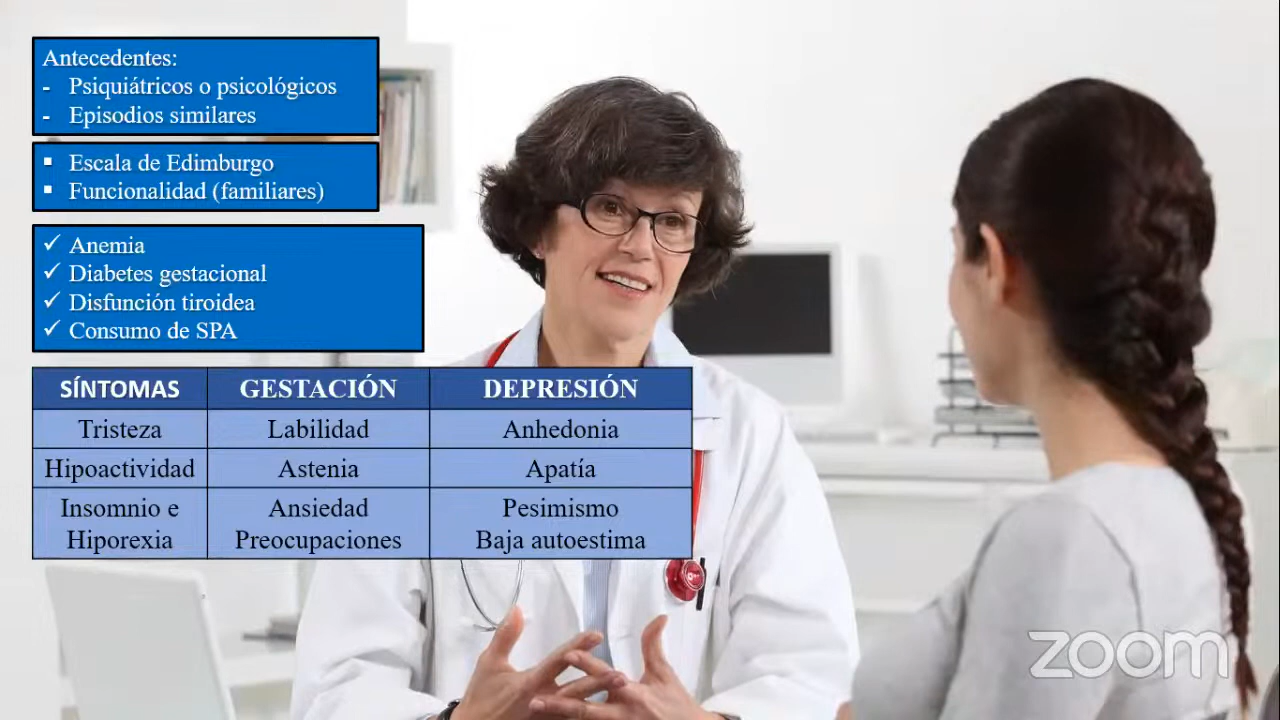 Antecedentes:
- Psiquiátricos o psicológicos
- Episodios similares
▪ Escala de Edimburgo
▪ Funcionalidad (familiares)
✓ Anemia
✓ Diabetes gestacional
✓ Disfunción tiroidea
✓ Consumo de SPA
SÍNTOMAS GESTACIÓN DEPRESIÓN
Tristeza Labilidad Anhedonia
Hipoactividad Astenia Apatía
Insomnio e Ansiedad Pesimismo
Hiporexia Preocupaciones Baja autoestima
zoom